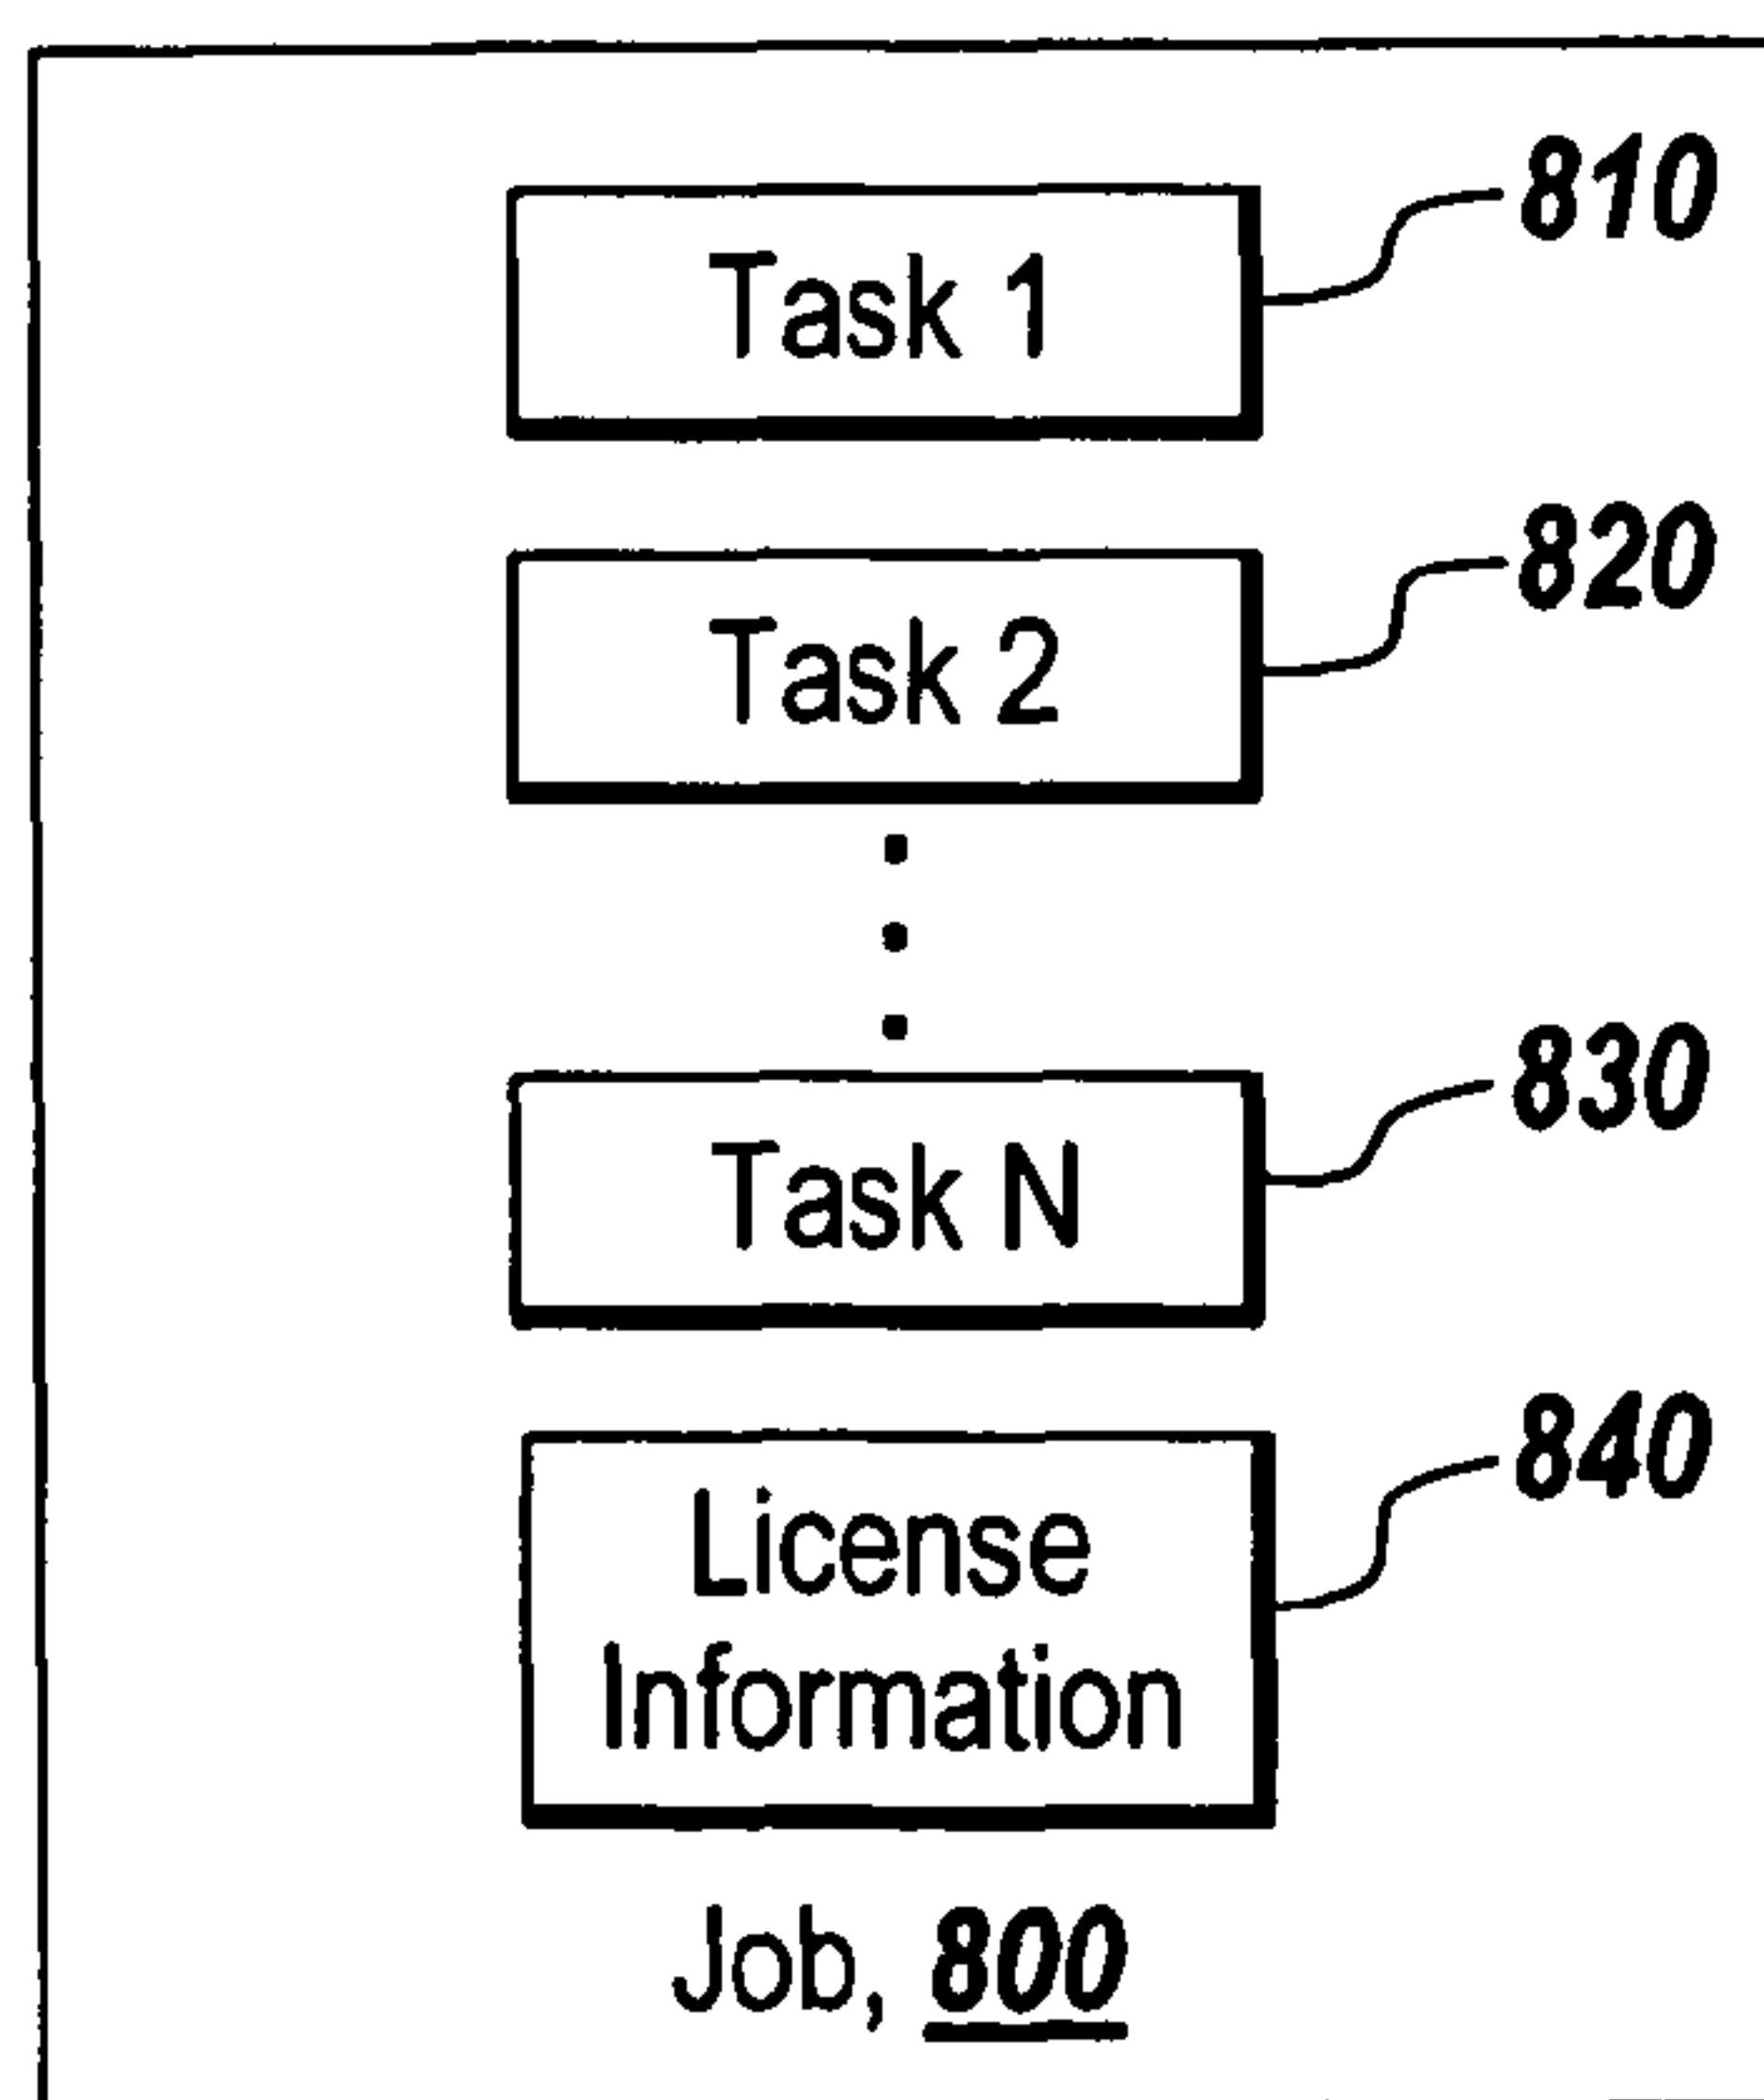 810
Task 1
820
Task 2
830
Task N
840
License
Information
Job, 800